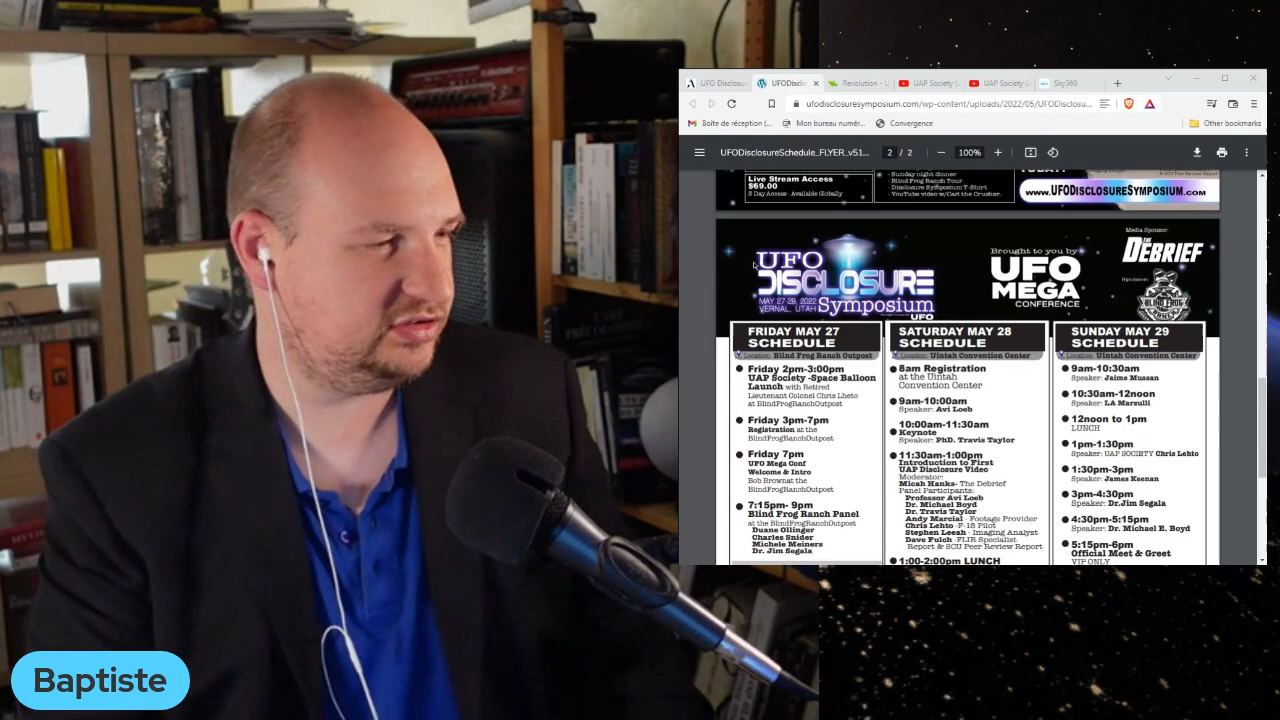 UFO Disclosu
UFODisclo
Revolution - L
UAP Society L
UAP Society L
Sky360
ufodisclosuresymposium.com/wp-content/uploads/2022/05/UFODisclosu...
Boîte de réception (...
Mon bureau numér...
Convergence
Other bookmarks
UFODisclosureSchedule_FLYER_v51...
2 / 2
100%
Live Stream Access
$69.00
3 Day Access - Available Globally
- Sunday night dinner
- Blind Frog Ranch Tour
- Disclosure Symposium T-Shirt
- YouTube video w/Carl the Crusher.
www.UFODisclosureSymposium.com
UFO
DISCLOSURE
MAY 27-29, 2022
VERNAL, UTAH
Symposium
UFO
Brought to you by
UFO
MEGA
CONFERENCE
Media Sponsor:
THE
DEBRIEF
Sponsor:
BLIND FROG
FRIDAY MAY 27
SCHEDULE
Location: Blind Frog Ranch Outpost
Friday 2pm-3:00pm
UAP Society -Space Balloon
Launch with Retired
Lieutenant Colonel Chris Lheto
at BlindFrogRanchOutpost
Friday 3pm-7pm
Registration at the
BlindFrogRanchOutpost
Friday 7pm
UFO Mega Conf
Welcome & Intro
Bob Brownat the
BlindFrogRanchOutpost
7:15pm- 9pm
Blind Frog Ranch Panel
at the BlindFrogRanchOutpost
Duane Ollinger
Charles Snider
Michele Meiners
Dr. Jim Segala
SATURDAY MAY 28
SCHEDULE
Location: Uintah Convention Center
8am Registration
at the Uintah
Convention Center
9am-10:00am
Speaker: Avi Loeb
10:00am-11:30am
Keynote
Speaker: PhD. Travis Taylor
11:30am-1:00pm
Introduction to First
UAP Disclosure Video
Moderator:
Micah Hanks- The Debrief
Panel Participants:
Professor Avi Loeb
Dr. Michael Boyd
Dr. Travis Taylor
Andy Marcial - Footage Provider
Chris Lehto -F-18 Pilot
Stephen Leeah - Imaging Analyst
Dave Fulch -FLIR Specialist
Report & SCU Peer Review Report
1:00-2:00pm LUNCH
SUNDAY MAY 29
SCHEDULE
Location: Uintah Convention Center
9am-10:30am
Speaker: Jaime Mussan
10:30am-12noon
Speaker: LA Marzulli
12noon to 1pm
LUNCH
1pm-1:30pm
Speaker: UAP SOCIETY Chris Lehto
1:30pm-3pm
Speaker: James Keenan
3pm-4:30pm
Speaker: Dr.Jim Segala
4:30pm-5:15pm
Speaker: Dr. Michael E. Boyd
5:15pm-6pm
Official Meet & Greet
VIP ONLY
Baptiste